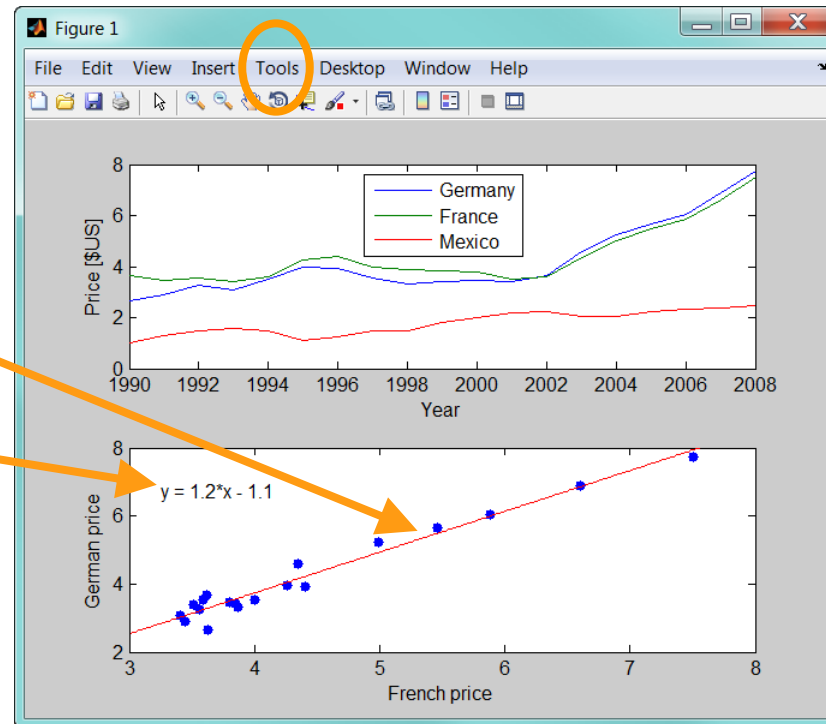 Figure 1
File Edit View Insert Tools Desktop Window Help
8
6
4
2
0
Price [$US]
Germany
France
Mexico
1990 1992 1994 1996 1998 2000 2002 2004 2006 2008
Year
8
6
4
2
German price
y = 1.2*x - 1.1
3 4 5 6 7 8
French price